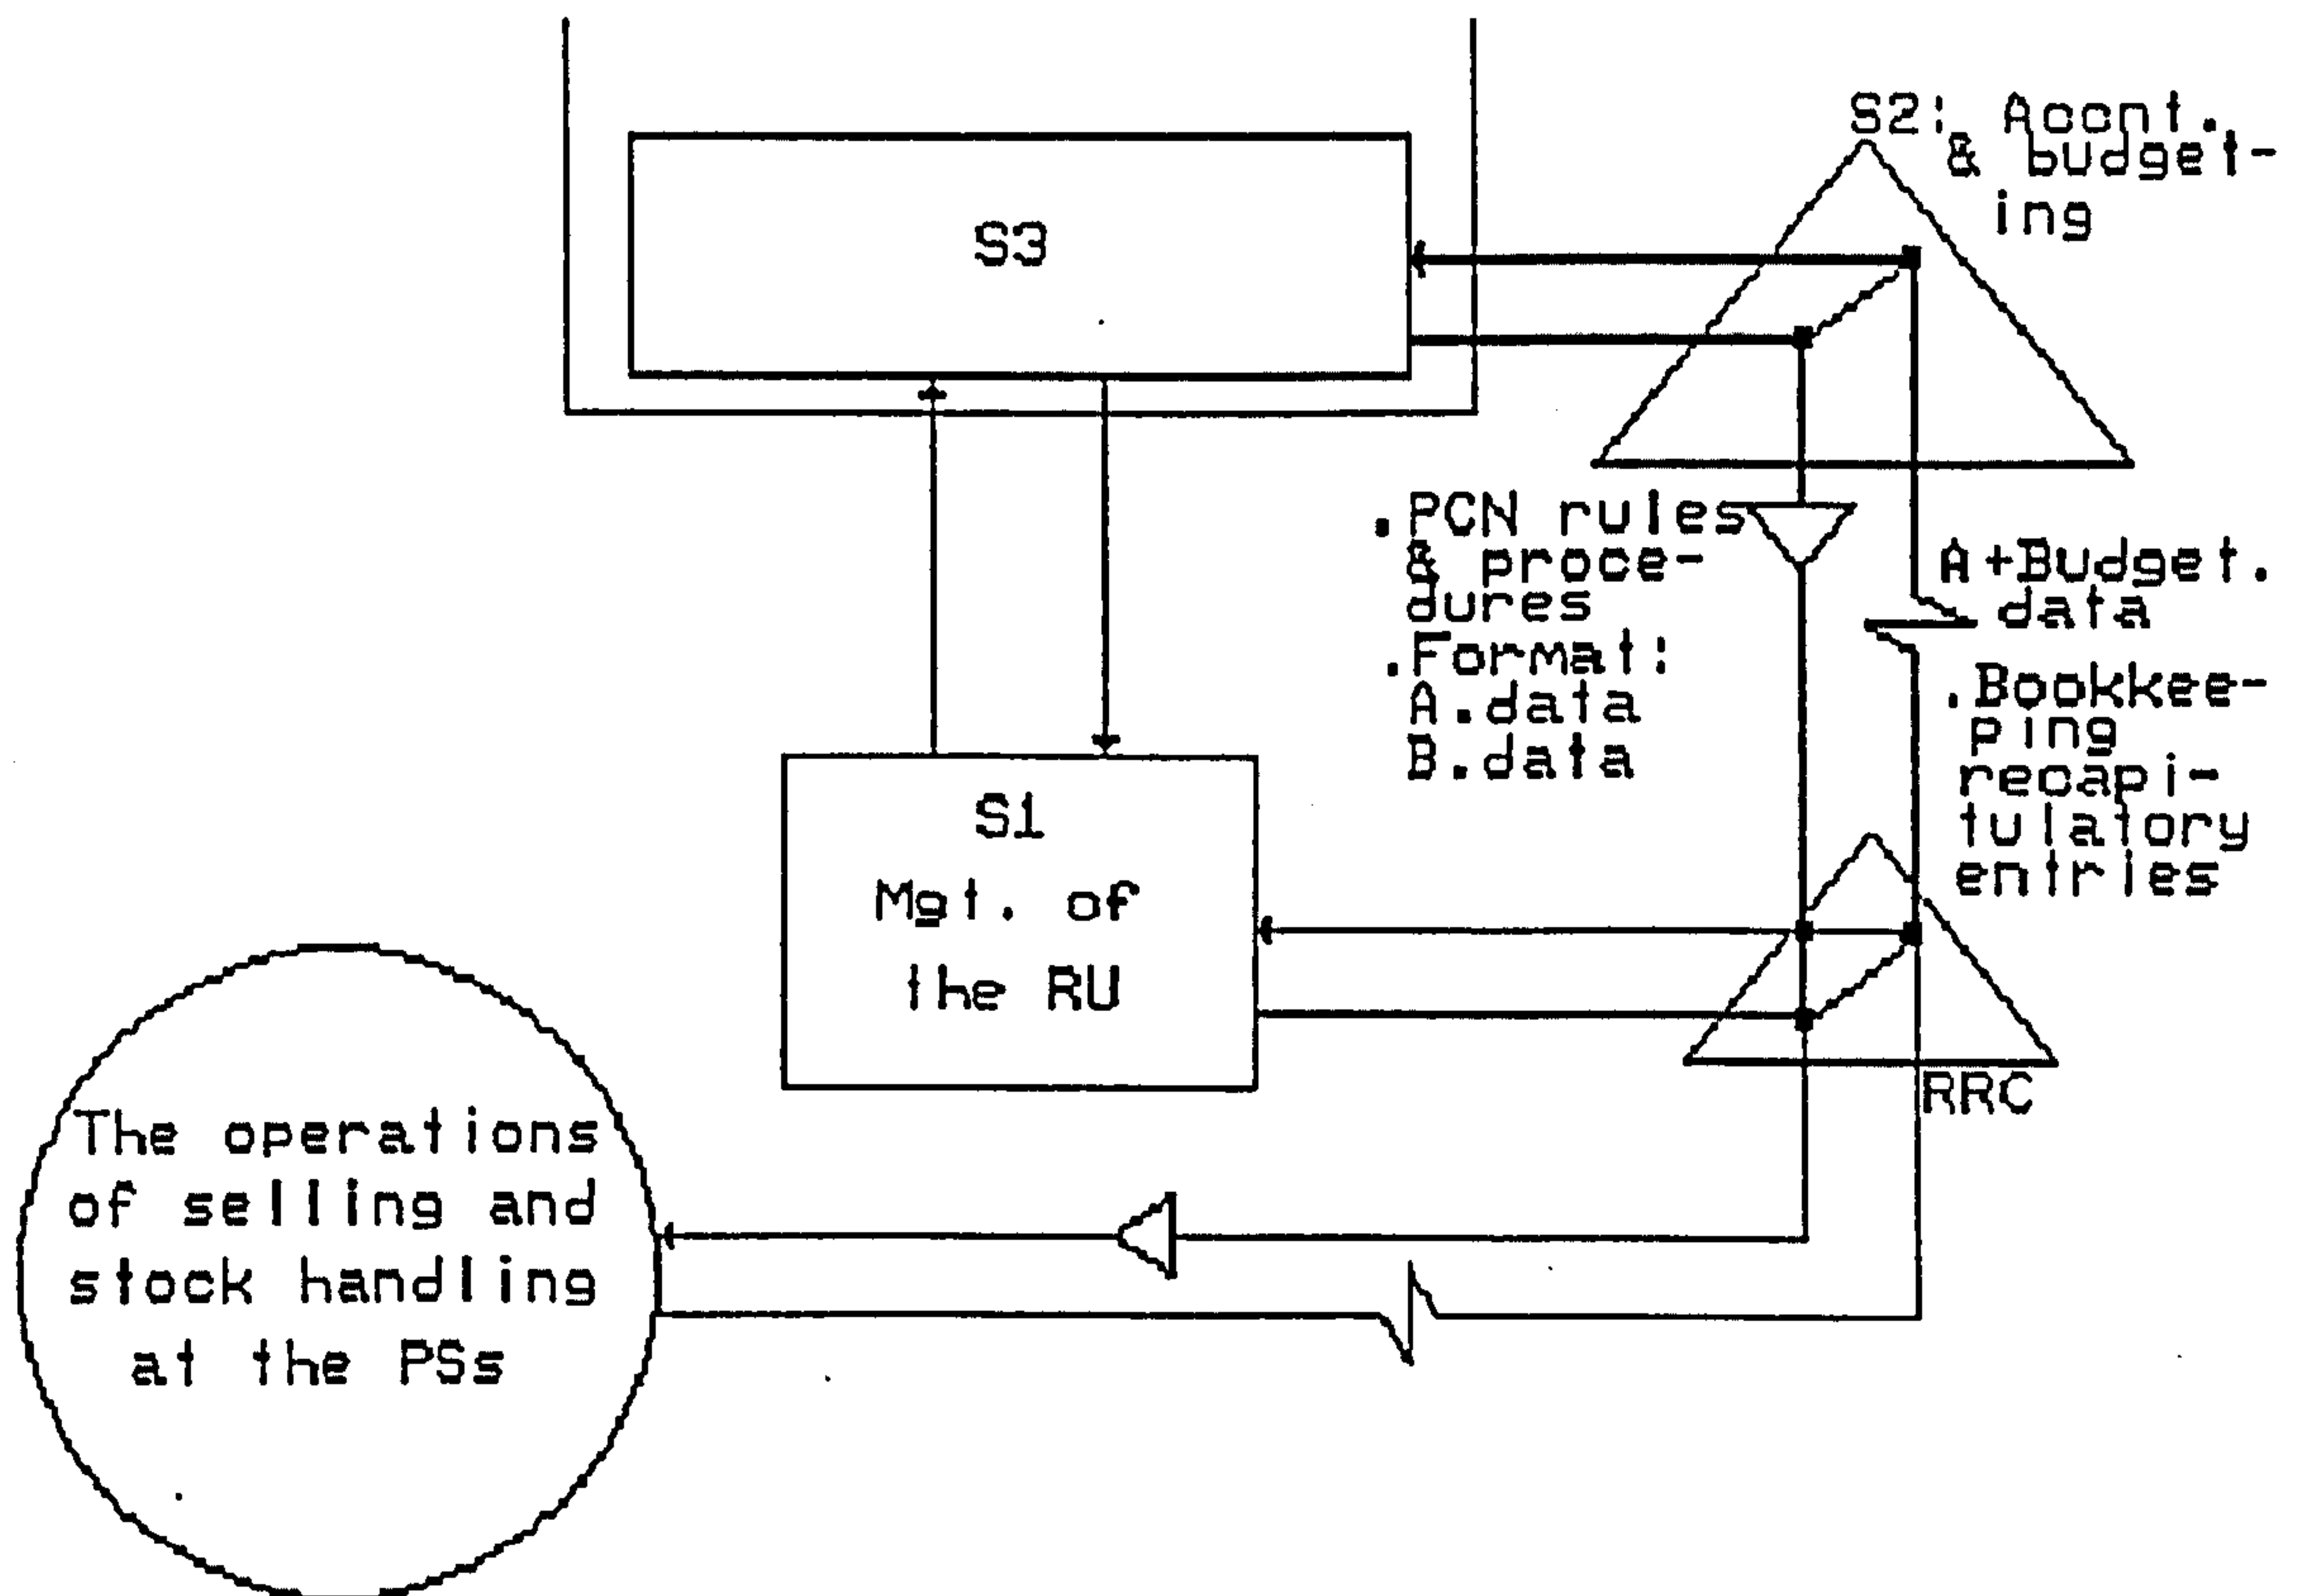 S2: Acont.
& budget-
ing
S3
.PCN rules
& proce-
dures
.Format:
A.data
B.data
A+Budget.
data
.Bookkee-
ping
recapi-
tulatory
entries
S1
Mgt. of
the RU
RRC
The operations
of selling and
stock handling
at the PSs